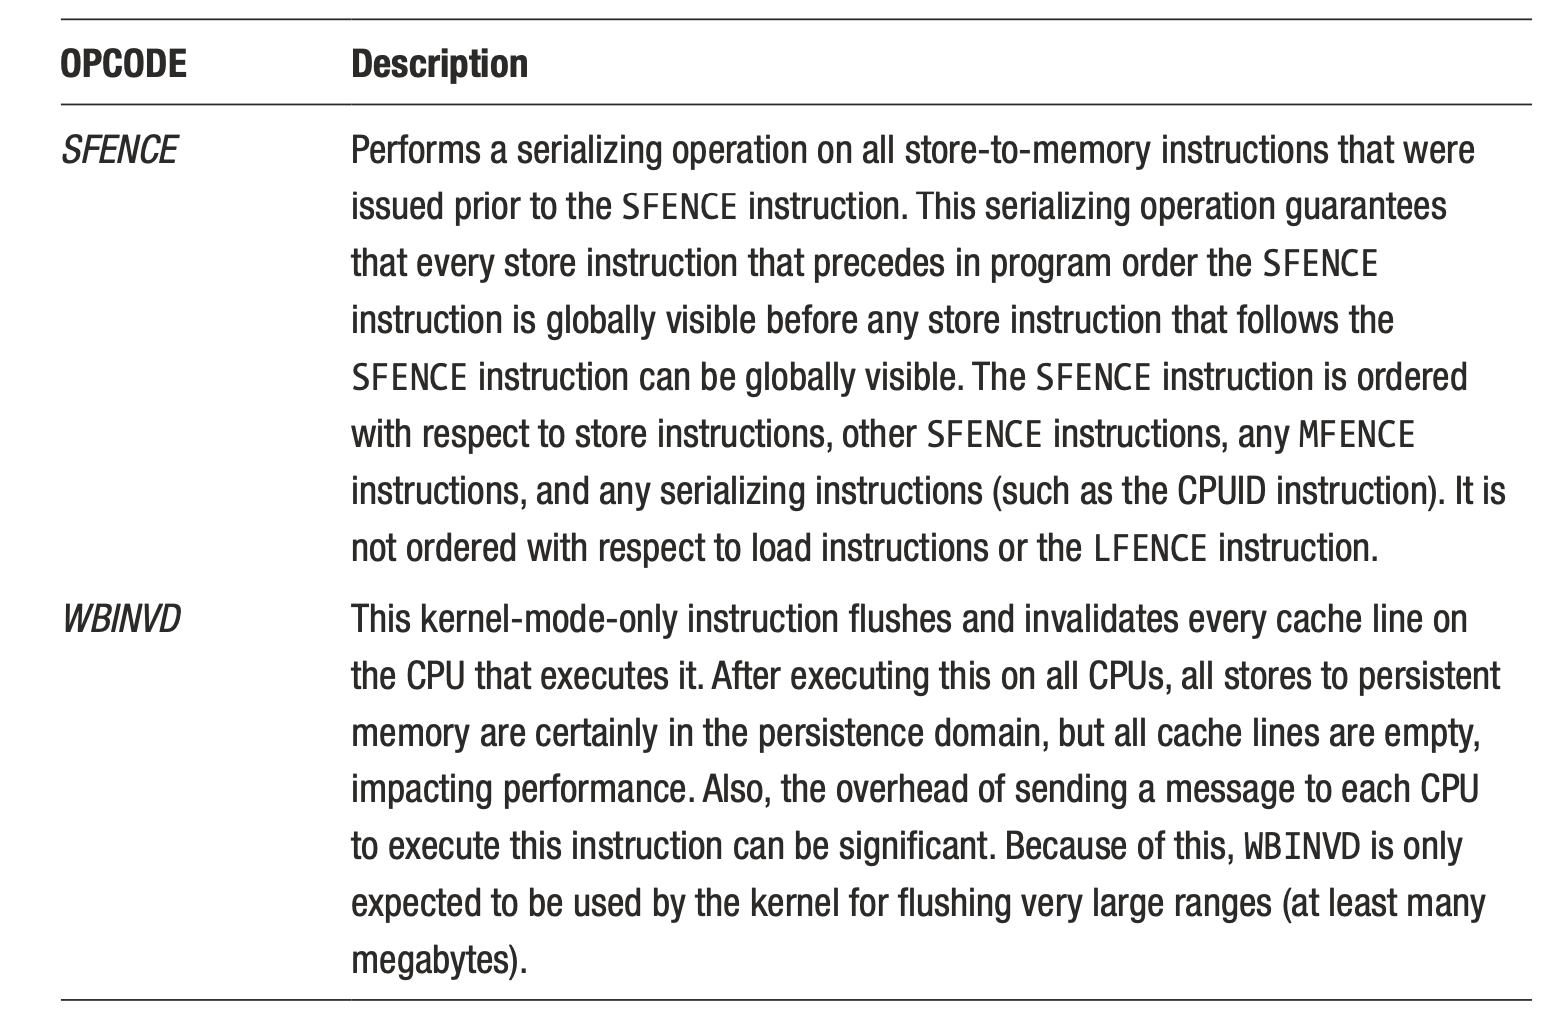 OPCODE Description
SFENCE Performs a serializing operation on all store-to-memory instructions that were
issued prior to the SFENCE instruction. This serializing operation guarantees
that every store instruction that precedes in program order the SFENCE
instruction is globally visible before any store instruction that follows the
SFENCE instruction can be globally visible. The SFENCE instruction is ordered
with respect to store instructions, other SFENCE instructions, any MFENCE
instructions, and any serializing instructions (such as the CPUID instruction). It is
not ordered with respect to load instructions or the LFENCE instruction.
WBINVD This kernel-mode-only instruction flushes and invalidates every cache line on
the CPU that executes it. After executing this on all CPUs, all stores to persistent
memory are certainly in the persistence domain, but all cache lines are empty,
impacting performance. Also, the overhead of sending a message to each CPU
to execute this instruction can be significant. Because of this, WBINVD is only
expected to be used by the kernel for flushing very large ranges (at least many
megabytes).